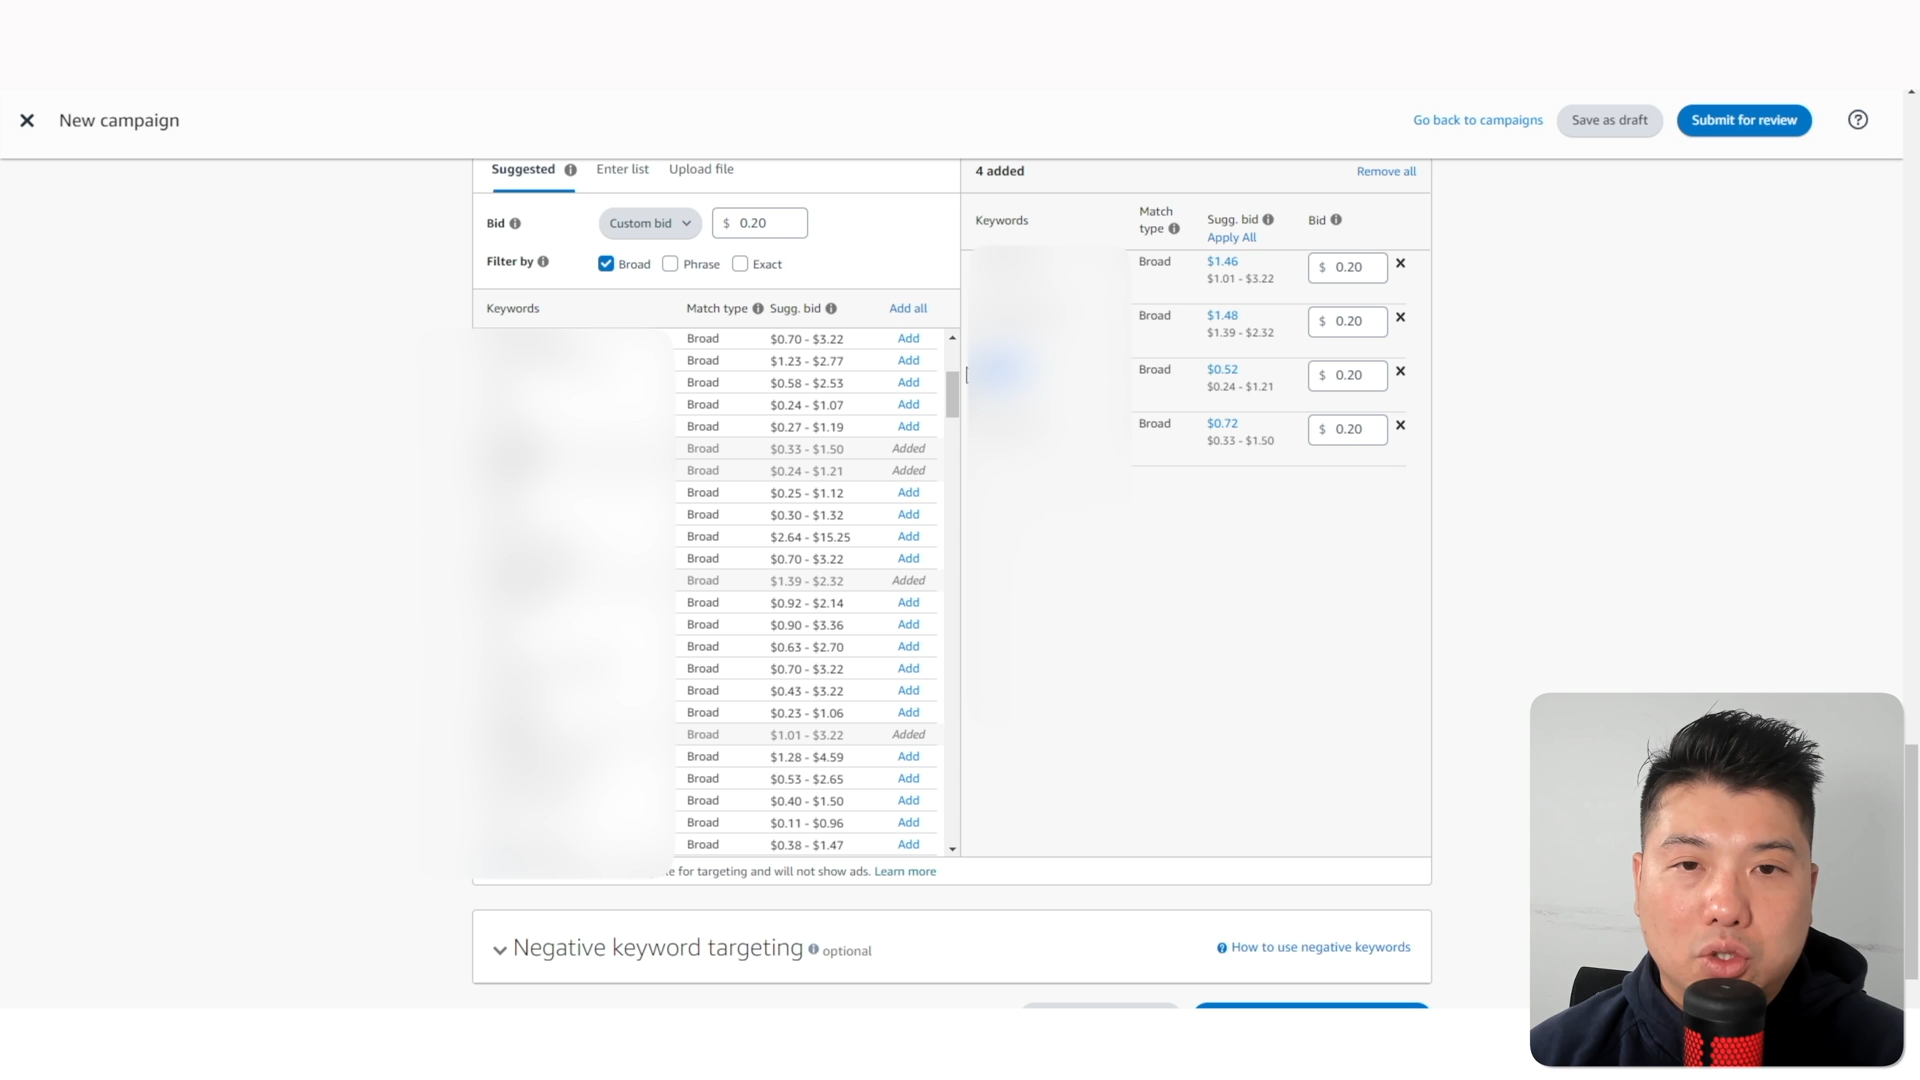 New campaign
Go back to campaigns
Save as draft
Submit for review
Suggested
Enter list
Upload file
4 added
Remove all
Bid
Custom bid
$ 0.20
Filter by
Broad
Phrase
Exact
Keywords
Match type
Sugg. bid
Add all
Broad $0.70 - $3.22 Add
Broad $1.23 - $2.77 Add
Broad $0.58 - $2.53 Add
Broad $0.24 - $1.07 Add
Broad $0.27 - $1.19 Add
Broad $0.33 - $1.50 Added
Broad $0.24 - $1.21 Added
Broad $0.25 - $1.12 Add
Broad $0.30 - $1.32 Add
Broad $2.64 - $15.25 Add
Broad $0.70 - $3.22 Add
Broad $1.39 - $2.32 Added
Broad $0.92 - $2.14 Add
Broad $0.90 - $3.36 Add
Broad $0.63 - $2.70 Add
Broad $0.70 - $3.22 Add
Broad $0.43 - $3.22 Add
Broad $0.23 - $1.06 Add
Broad $1.01 - $3.22 Added
Broad $1.28 - $4.59 Add
Broad $0.53 - $2.65 Add
Broad $0.40 - $1.50 Add
Broad $0.11 - $0.96 Add
Broad $0.38 - $1.47 Add
for targeting and will not show ads. Learn more
Keywords
Match
type
Sugg. bid
Apply All
Bid
Broad $1.46 $ 0.20
$1.01 - $3.22
Broad $1.48 $ 0.20
$1.39 - $2.32
Broad $0.52 $ 0.20
$0.24 - $1.21
Broad $0.72 $ 0.20
$0.33 - $1.50
Negative keyword targeting optional
How to use negative keywords